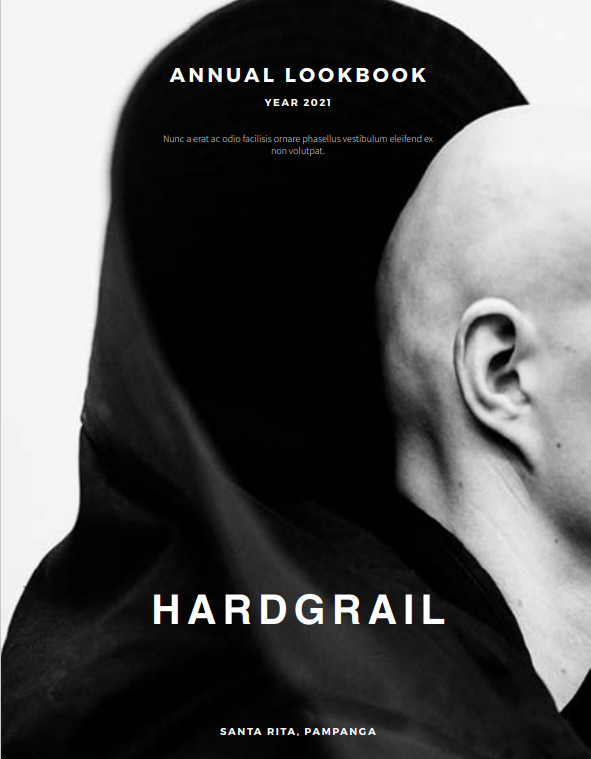 ANNUAL LOOKBOOK
YEAR 2021
Nunc a erat ac odio facilisis ornare phasellus vestibulum eleifend ex
non volutpat.
HARDGRAIL
SANTA RITA, PAMPANGA